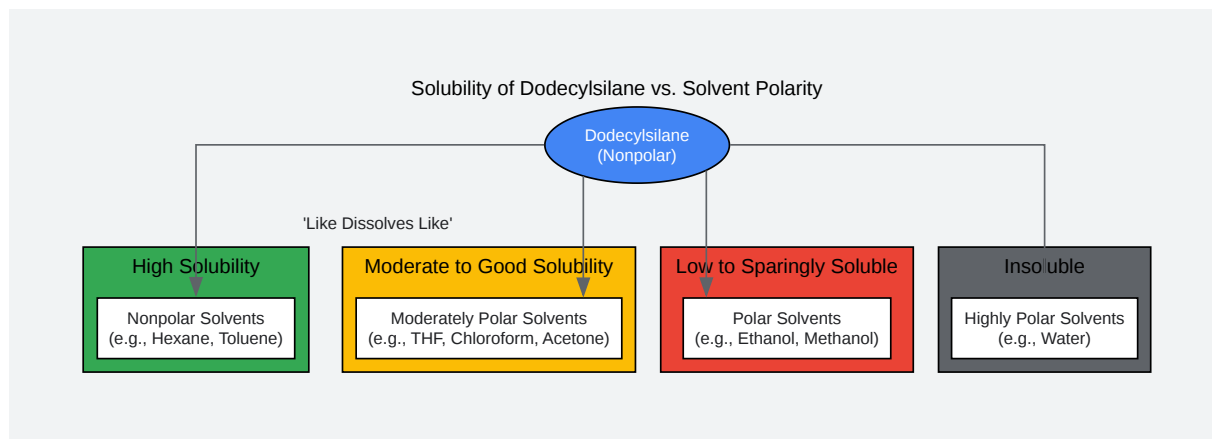 Solubility of Dodecylsilane vs. Solvent Polarity
Dodecylsilane
(Nonpolar)
'Like Dissolves Like'
High Solubility
Nonpolar Solvents
(e.g., Hexane, Toluene)
Moderate to Good Solubility
Moderately Polar Solvents
(e.g., THF, Chloroform, Acetone)
Low to Sparingly Soluble
Polar Solvents
(e.g., Ethanol, Methanol)
Insoluble
Highly Polar Solvents
(e.g., Water)